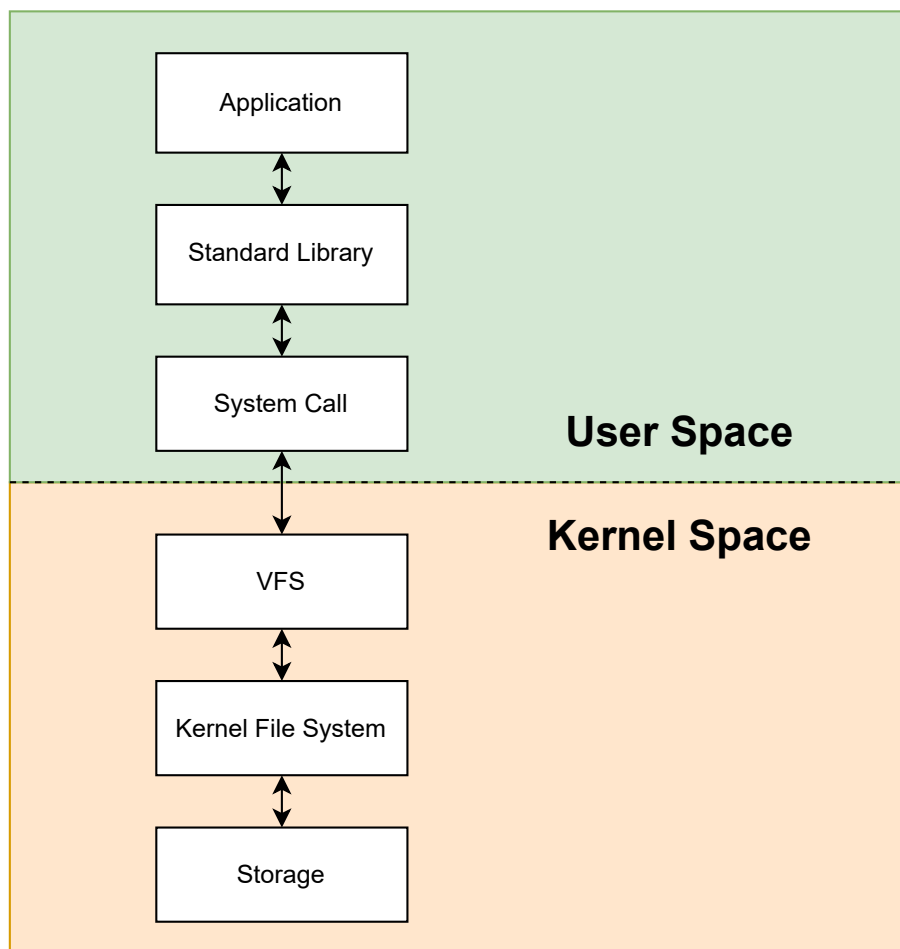 Application
Standard Library
System Call
User Space
Kernel Space
VFS
Kernel File System
Storage